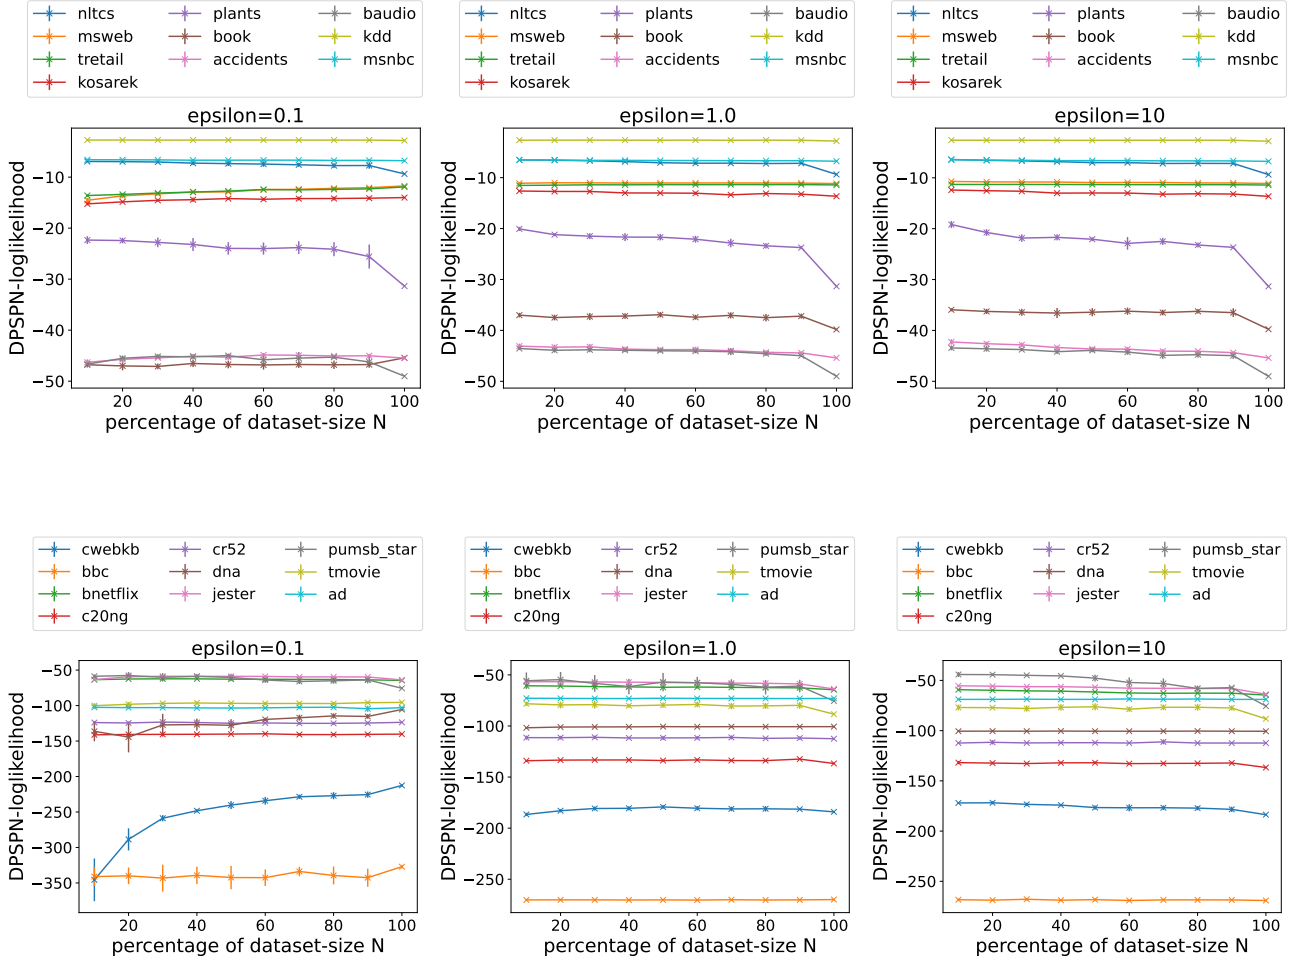 nltcs plants baudio
msweb book kdd
tretail accidents msnbc
kosarek
nltcs plants baudio
msweb book kdd
tretail accidents msnbc
kosarek
nltcs plants baudio
msweb book kdd
tretail accidents msnbc
kosarek
epsilon=0.1
DPSPN-loglikelihood
−10
−20
−30
−40
−50
20 40 60 80 100
percentage of dataset-size N
epsilon=1.0
DPSPN-loglikelihood
−10
−20
−30
−40
−50
20 40 60 80 100
percentage of dataset-size N
epsilon=10
DPSPN-loglikelihood
−10
−20
−30
−40
−50
20 40 60 80 100
percentage of dataset-size N
cwebkb cr52 pumsb_star
bbc dna tmovie
bnetflix jester ad
c20ng
cwebkb cr52 pumsb_star
bbc dna tmovie
bnetflix jester ad
c20ng
cwebkb cr52 pumsb_star
bbc dna tmovie
bnetflix jester ad
c20ng
epsilon=0.1
DPSPN-loglikelihood
−50
−100
−150
−200
−250
−300
−350
20 40 60 80 100
percentage of dataset-size N
epsilon=1.0
DPSPN-loglikelihood
−50
−75
−100
−125
−150
−175
−200
−225
−250
20 40 60 80 100
percentage of dataset-size N
epsilon=10
DPSPN-loglikelihood
−50
−100
−150
−200
−250
20 40 60 80 100
percentage of dataset-size N